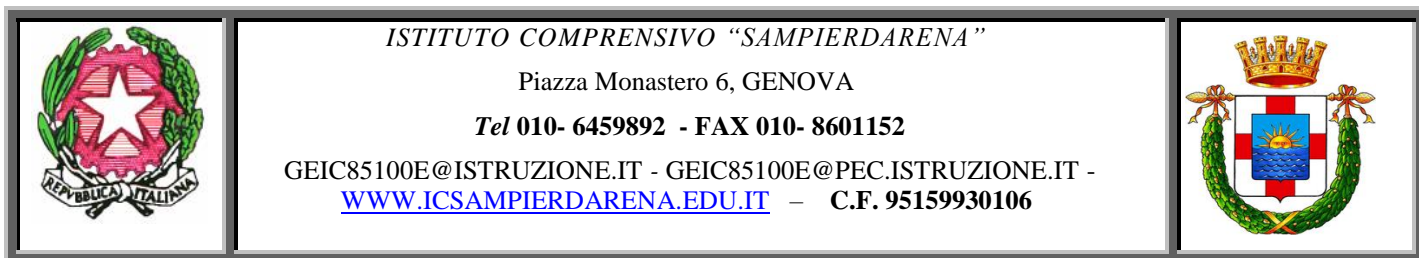 ISTITUTO COMPRENSIVO “SAMPIERDARENA”
Piazza Monastero 6, GENOVA
Tel 010- 6459892 - FAX 010- 8601152
GEIC85100E@ISTRUZIONE.IT - GEIC85100E@PEC.ISTRUZIONE.IT -
WWW.ICSAMPIERDARENA.EDU.IT – C.F. 95159930106
REPVBBLICA ITALIANA